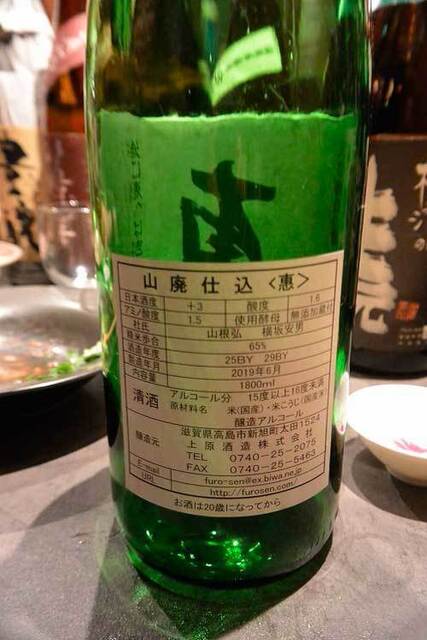 山廃仕込〈惠〉
日本酒度 +3 酸度 1.6
アミノ酸度 1.5 使用酵母 無添加蔵付
杜氏 山根弘 横坂安男
精米歩合 65%
醸造年度 25BY 29BY
製造年月 2019年6月
内容量 1800ml
清酒 アルコール分 15度以上16度未満
原材料名 米(国産)・米こうじ(国産米)
醸造アルコール
醸造元 滋賀県高島市新旭町太田1524
上原酒造株式会社
TEL 0740-25-2075
FAX 0740-25-5463
E-mail furo-sen@ex.biwa.ne.jp
URL http://furosen.com/
お酒は20歳になってから